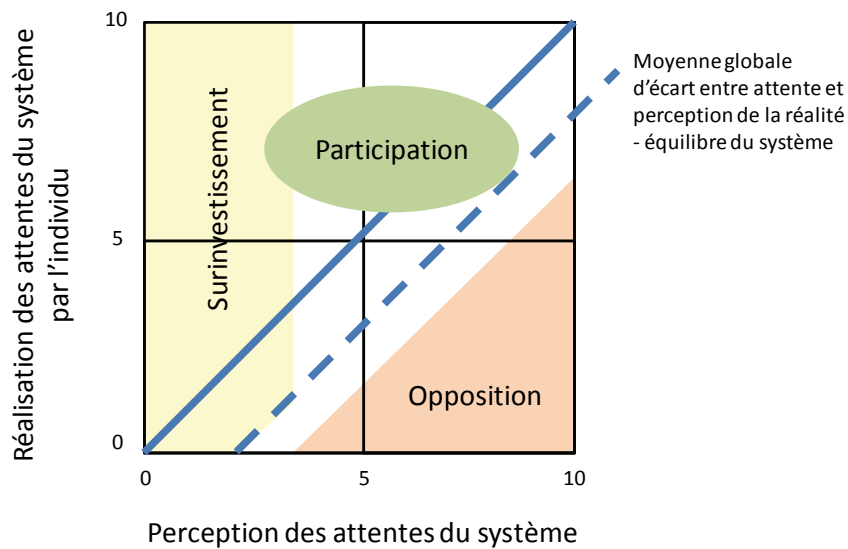 Réalisation des attentes du système
par l'individu
10
5
0
Surinvestissement
Participation
Opposition
0
5
10
Perception des attentes du système
Moyenne globale
d'écart entre attente et
perception de la réalité
- équilibre du système